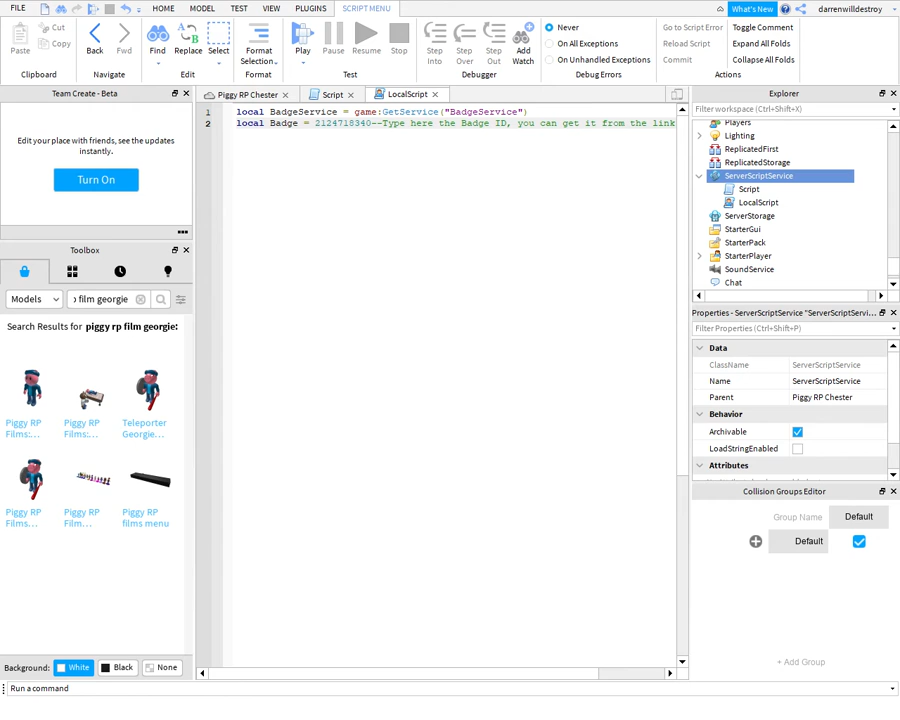 FILE HOME MODEL TEST VIEW PLUGINS SCRIPT MENU What's New darrenwilldestroy
Paste Cut Copy
Clipboard
Back Fwd
Navigate
Find Replace Select
Edit
Format Selection
Format
Play Pause Resume Stop
Test
Step Into Step Over Step Out Add Watch
Debugger
Never
On All Exceptions
On Unhandled Exceptions
Debug Errors
Go to Script Error
Reload Script
Commit
Toggle Comment
Expand All Folds
Collapse All Folds
Actions
Team Create - Beta
Edit your place with friends, see the updates
instantly.
Turn On
Toolbox
Models film georgie
Search Results for piggy rp film georgie:
Piggy RP Films:...
Piggy RP Films:...
Teleporter Georgie...
Piggy RP Films...
Piggy RP Film...
Piggy RP films menu
Background: White Black None
Piggy RP Chester Script LocalScript
1 local BadgeService = game:GetService("BadgeService")
2 local Badge = 2124718340--Type here the Badge ID, you can get it from the link
Explorer
Filter workspace (Ctrl+Shift+X)
Players
Lighting
ReplicatedFirst
ReplicatedStorage
ServerScriptService
Script
LocalScript
ServerStorage
StarterGui
StarterPack
StarterPlayer
SoundService
Chat
Properties - ServerScriptService "ServerScriptServi...
Filter Properties (Ctrl+Shift+P)
Data
ClassName ServerScriptService
Name ServerScriptService
Parent Piggy RP Chester
Behavior
Archivable
LoadStringEnabled
Attributes
Collision Groups Editor
Group Name Default
Default
+ Add Group
Run a command